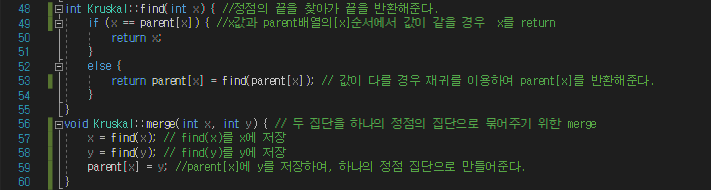 48 int Kruskal::find(int x) { //정점의 끝을 찾아가 끝을 반환해준다.
49 if (x == parent[x]) { //x값과 parent배열의[x]순서에서 값이 같을 경우 x를 return
50 return x;
51 }
52 else {
53 return parent[x] = find(parent[x]); // 값이 다를 경우 재귀를 이용하여 parent[x]를 반환해준다.
54 }
55 }
56 void Kruskal::merge(int x, int y) { // 두 집단을 하나의 정점의 집단으로 묶어주기 위한 merge
57 x = find(x); // find(x)를 x에 저장
58 y = find(y); // find(y)를 y에 저장
59 parent[x] = y; //parent[x]에 y를 저장하여, 하나의 정점 집단으로 만들어준다.
60 }